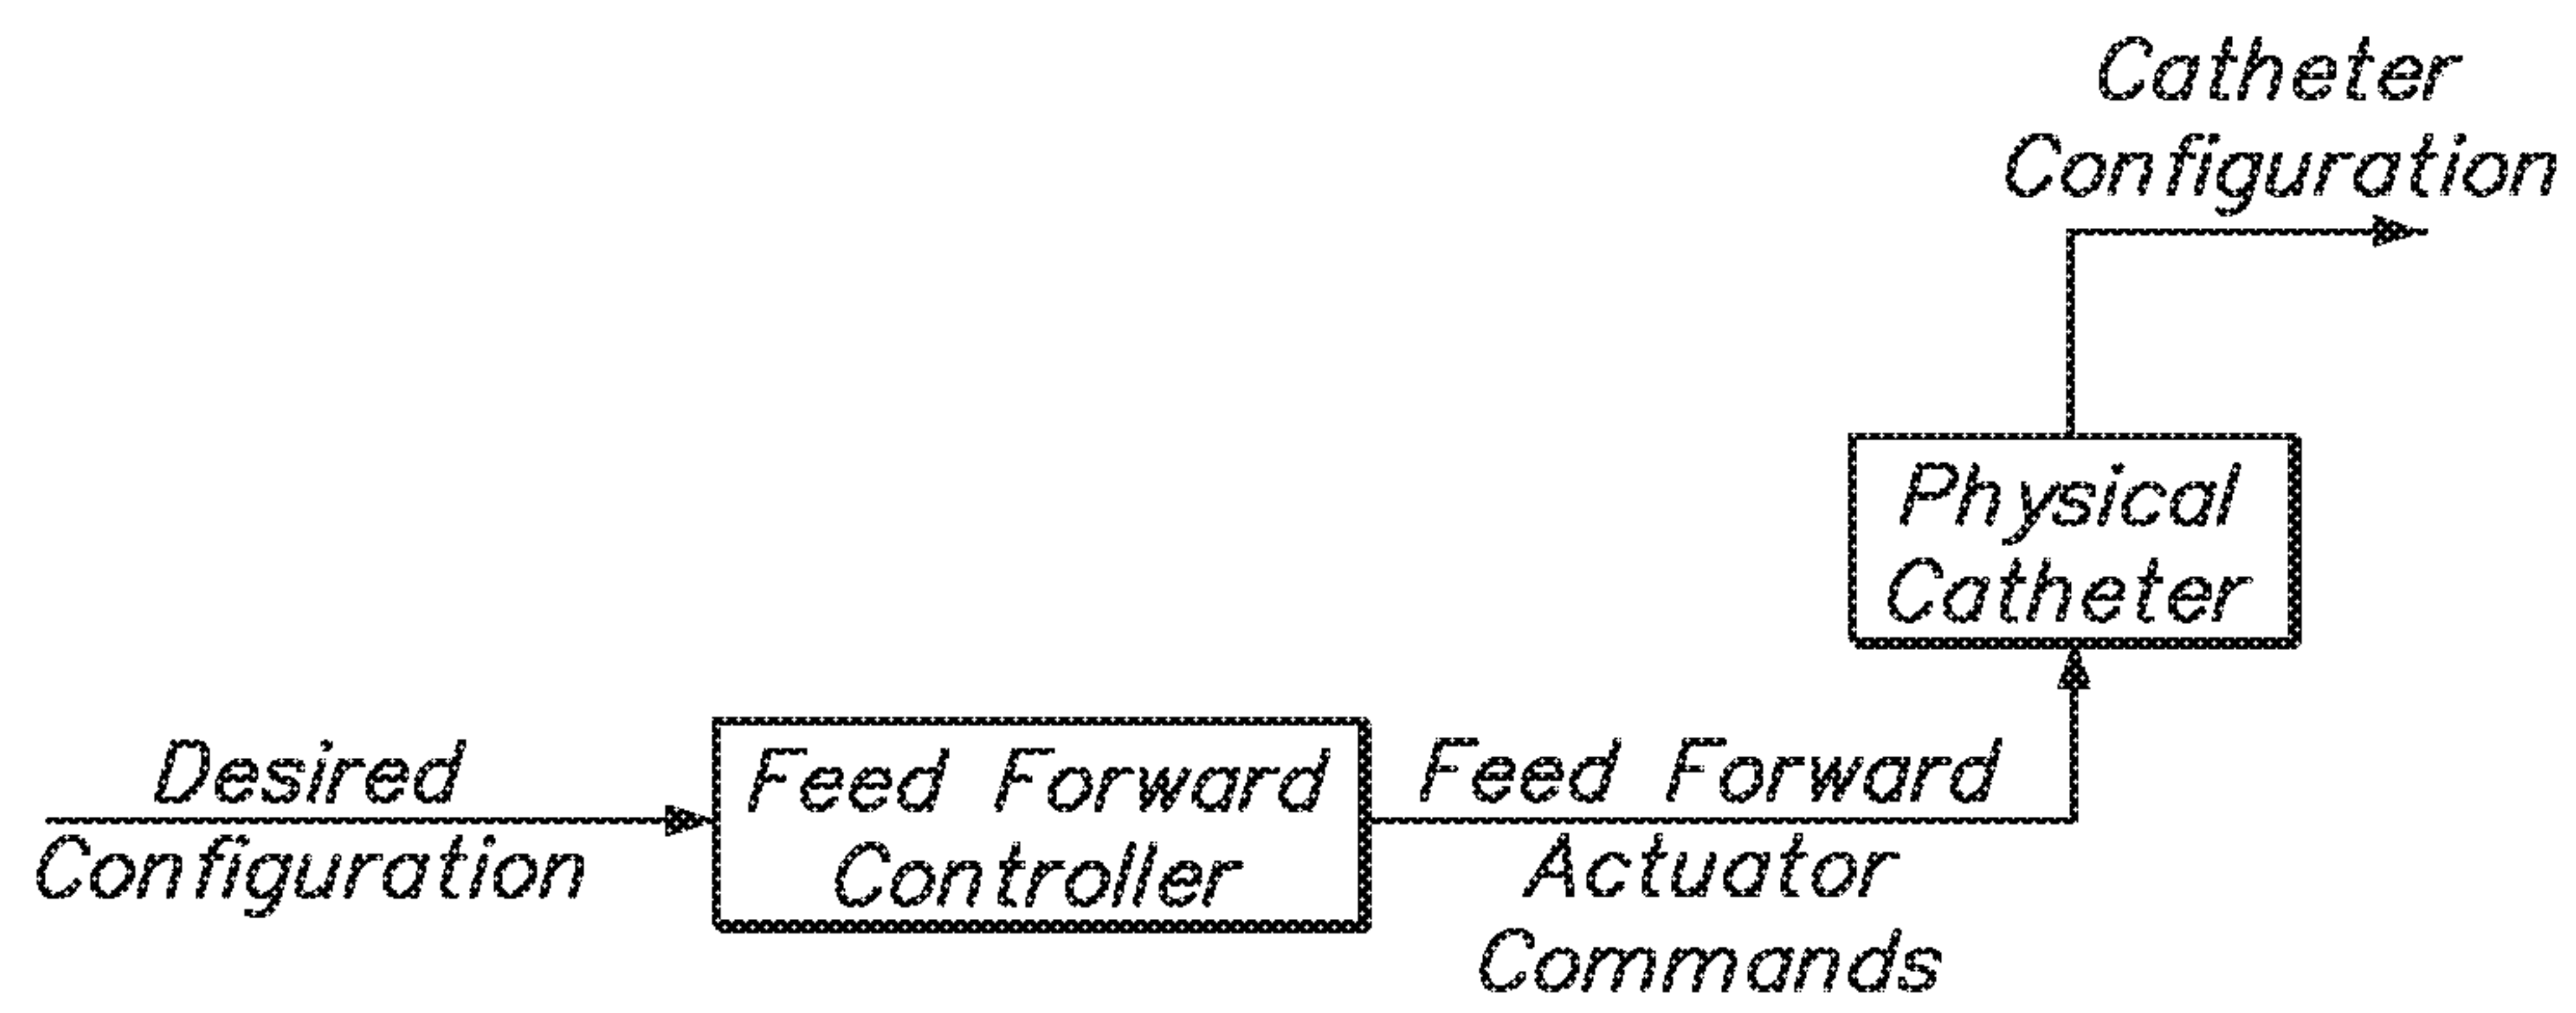 Catheter
Configuration
Physical
Catheter
Desired
Configuration
Feed Forward
Controller
Feed Forward
Actuator
Commands